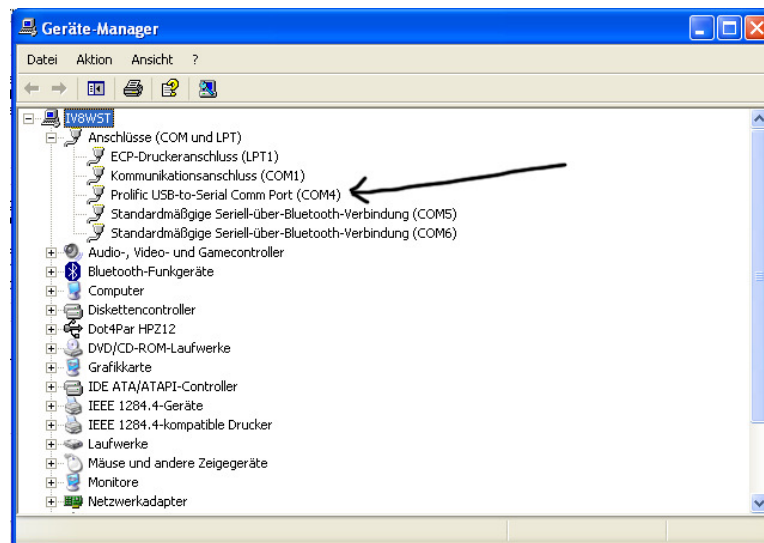 Geräte-Manager
Datei Aktion Ansicht ?
IV8WST
Anschlüsse (COM und LPT)
ECP-Druckeranschluss (LPT1)
Kommunikationsanschluss (COM1)
Prolific USB-to-Serial Comm Port (COM4)
Standardmäßgige Seriell-über-Bluetooth-Verbindung (COM5)
Standardmäßgige Seriell-über-Bluetooth-Verbindung (COM6)
Audio-, Video- und Gamecontroller
Bluetooth-Funkgeräte
Computer
Diskettencontroller
Dot4Par HPZ12
DVD/CD-ROM-Laufwerke
Grafikkarte
IDE ATA/ATAPI-Controller
IEEE 1284.4-Geräte
IEEE 1284.4-kompatible Drucker
Laufwerke
Mäuse und andere Zeigegeräte
Monitore
Netzwerkadapter